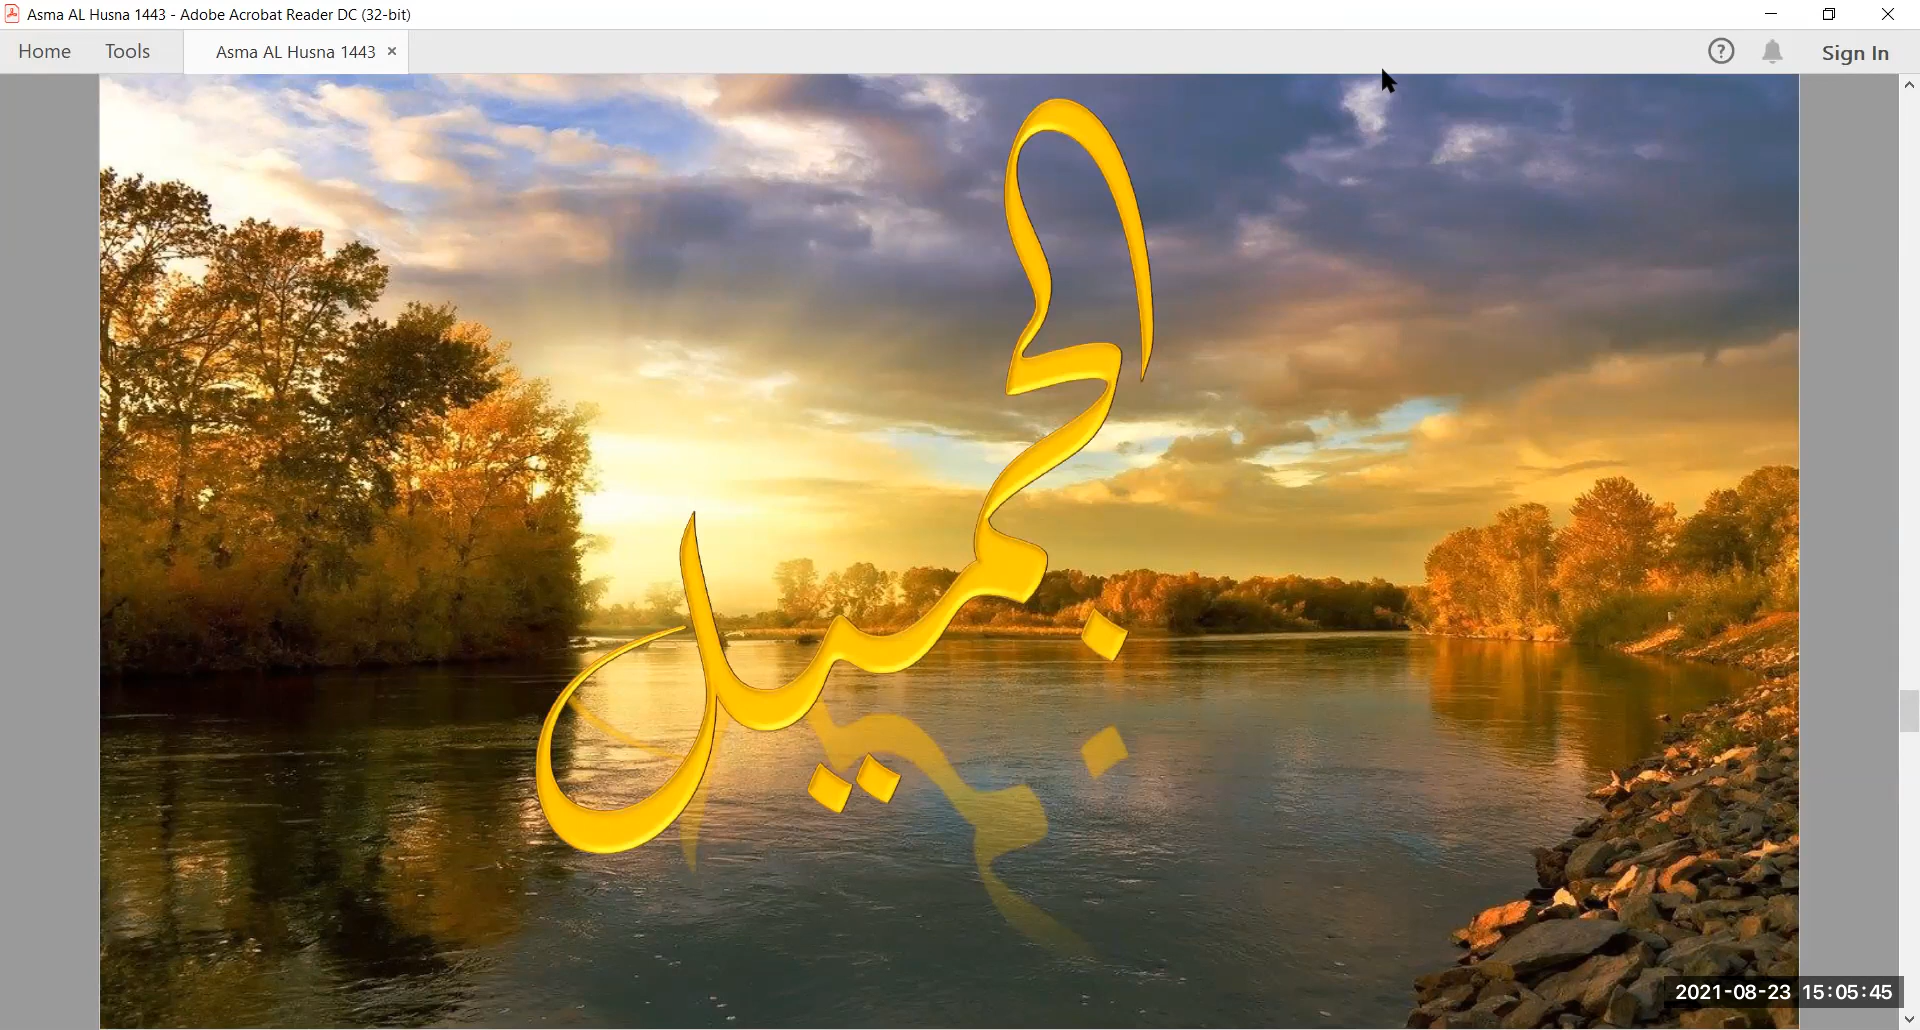 Asma AL Husna 1443 - Adobe Acrobat Reader DC (32-bit)
Home Tools Asma AL Husna 1443 × ? Sign In
الجميل
2021-08-23 15:05:45